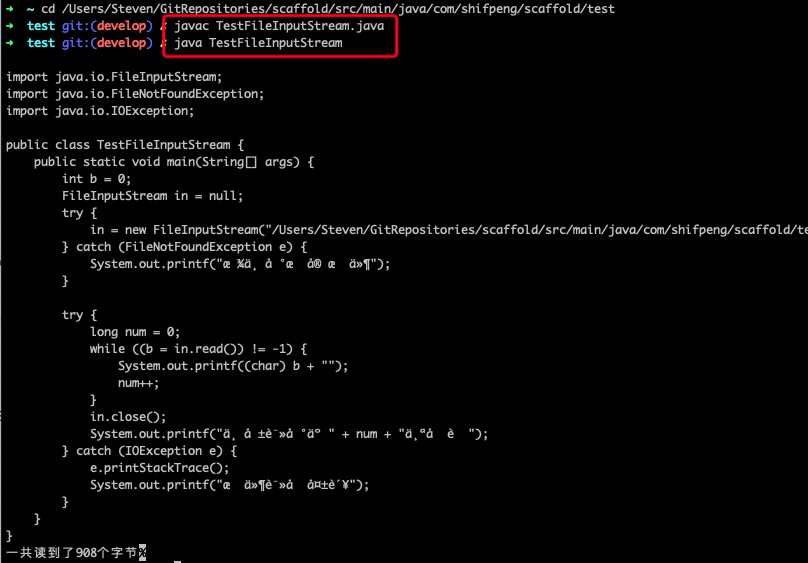 ➜ ~ cd /Users/Steven/GitRepositories/scaffold/src/main/java/com/shifpeng/scaffold/test
➜ test git:(develop) ✗ javac TestFileInputStream.java
➜ test git:(develop) ✗ java TestFileInputStream
import java.io.FileInputStream;
import java.io.FileNotFoundException;
import java.io.IOException;
public class TestFileInputStream {
public static void main(String[] args) {
int b = 0;
FileInputStream in = null;
try {
in = new FileInputStream("/Users/Steven/GitRepositories/scaffold/src/main/java/com/shifpeng/scaffold/te
} catch (FileNotFoundException e) {
System.out.printf("æ ¾ä¸ å °æ å® æ ä»¶");
}
try {
long num = 0;
while ((b = in.read()) != -1) {
System.out.printf((char) b + "");
num++;
}
in.close();
System.out.printf("ä¸ å ±è¯»å °äº " + num + "ä¸ªå è ");
} catch (IOException e) {
e.printStackTrace();
System.out.printf("æ ä»¶è¯»å å¤±è´¥");
}
}
}
一共读到了908个字节%